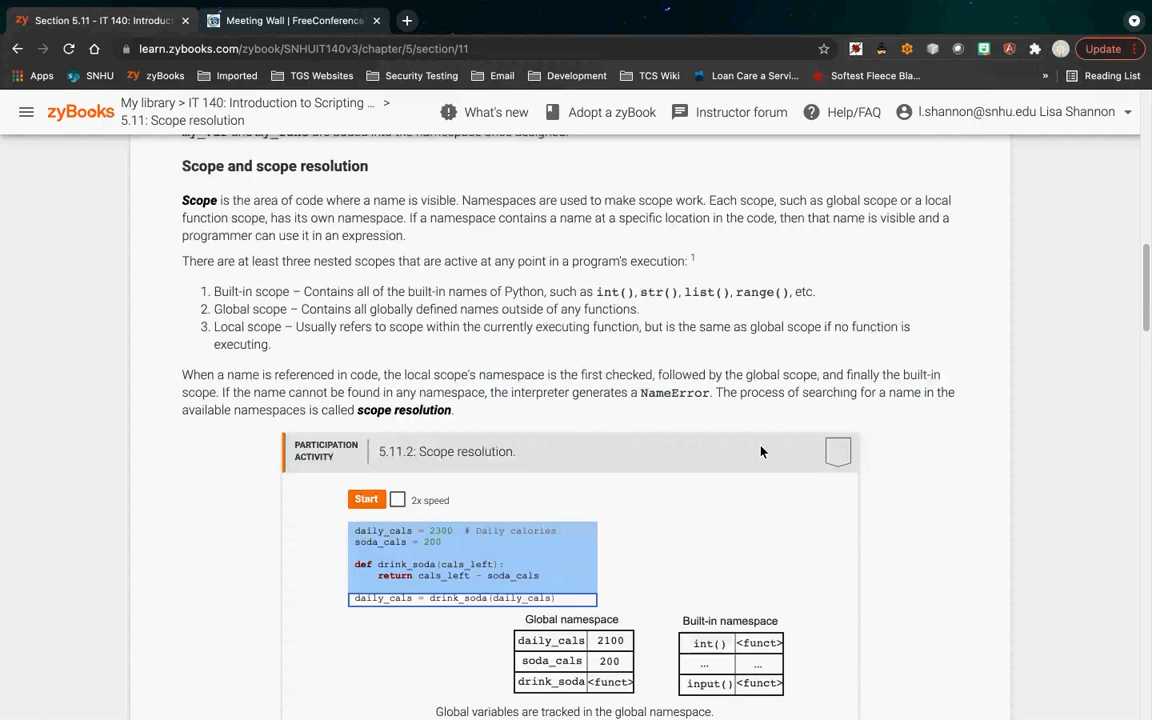 Section 5.11 - IT 140: Introduct
Meeting Wall | FreeConference
learn.zybooks.com/zybook/SNHUIT140v3/chapter/5/section/11
Update
Apps
SNHU
zyBooks
Imported
TGS Websites
Security Testing
Email
Development
TCS Wiki
Loan Care a Servic...
Softest Fleece Bla...
»
Reading List
zyBooks
My library > IT 140: Introduction to Scripting ... >
5.11: Scope resolution
What's new
Adopt a zyBook
Instructor forum
Help/FAQ
l.shannon@snhu.edu Lisa Shannon
my_var and my_func are added into the namespace once assigned.
Scope and scope resolution
Scope is the area of code where a name is visible. Namespaces are used to make scope work. Each scope, such as global scope or a local
function scope, has its own namespace. If a namespace contains a name at a specific location in the code, then that name is visible and a
programmer can use it in an expression.
There are at least three nested scopes that are active at any point in a program's execution: 1
1. Built-in scope – Contains all of the built-in names of Python, such as int(), str(), list(), range(), etc.
2. Global scope – Contains all globally defined names outside of any functions.
3. Local scope – Usually refers to scope within the currently executing function, but is the same as global scope if no function is
executing.
When a name is referenced in code, the local scope's namespace is the first checked, followed by the global scope, and finally the built-in
scope. If the name cannot be found in any namespace, the interpreter generates a NameError. The process of searching for a name in the
available namespaces is called scope resolution.
PARTICIPATION
ACTIVITY
5.11.2: Scope resolution.
Start
2x speed
daily_cals = 2300 # Daily calories
soda_cals = 200
def drink_soda(cals_left):
return cals_left - soda_cals
daily_cals = drink_soda(daily_cals)
Global namespace
daily_cals 2100
soda_cals 200
drink_soda <funct>
Built-in namespace
int() <funct>
... ...
input() <funct>
Global variables are tracked in the global namespace.